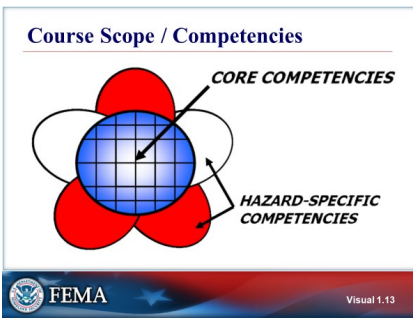 Course Scope / Competencies
CORE COMPETENCIES
HAZARD-SPECIFIC
COMPETENCIES
FEMA
Visual 1.13